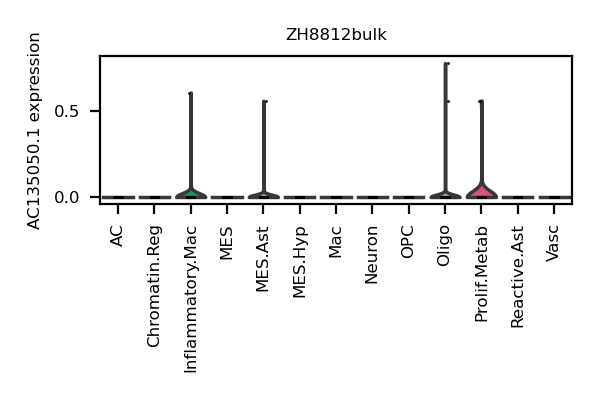 ZH8812bulk
AC135050.1 expression
0.5
0.0
AC
Chromatin.Reg
Inflammatory.Mac
MES
MES.Ast
MES.Hyp
Mac
Neuron
OPC
Oligo
Prolif.Metab
Reactive.Ast
Vasc